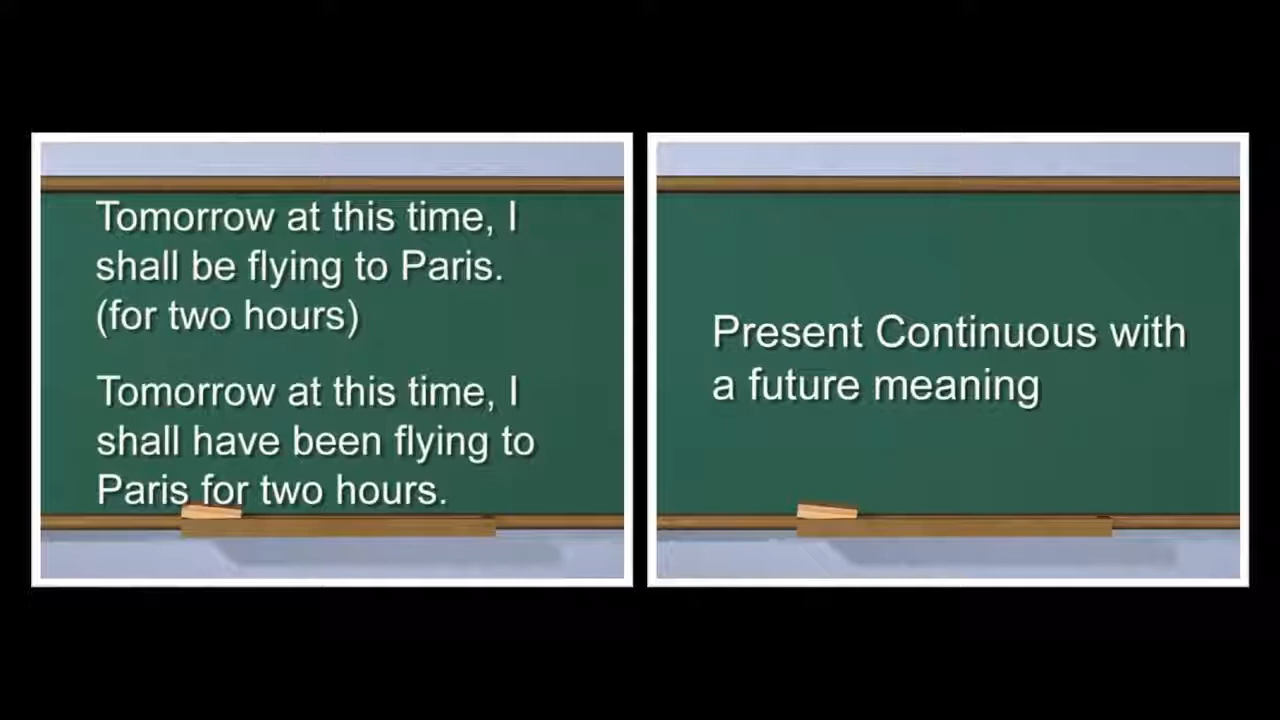 Tomorrow at this time, I
shall be flying to Paris.
(for two hours)
Tomorrow at this time, I
shall have been flying to
Paris for two hours.
Present Continuous with
a future meaning